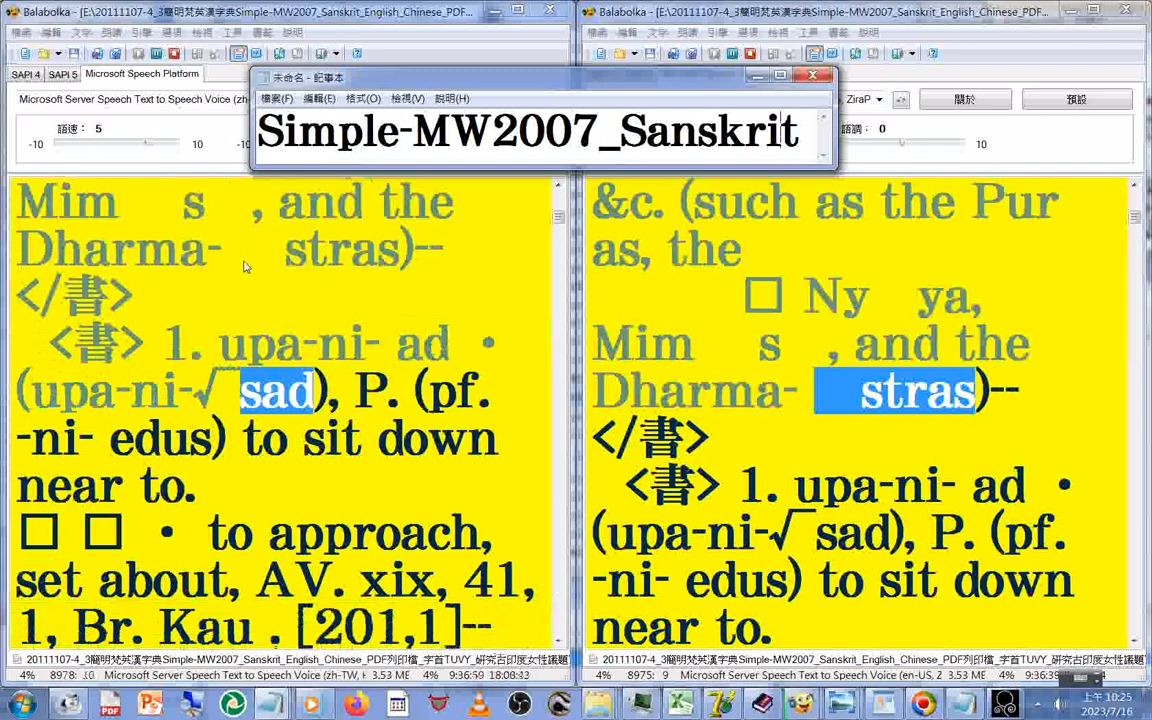 Balabolka - [E:\20111107-4_3簡明梵英漢字典Simple-MW2007_Sanskrit_English_Chinese_PDF...
Balabolka - [E:\20111107-4_3簡明梵英漢字典Simple-MW2007_Sanskrit_English_Chinese_PDF...
SAPI 4 SAPI 5 Microsoft Speech Platform
Microsoft Server Speech Text to Speech Voice (zh-
語速： 5
-10 10
未命名 - 記事本
檔案(F) 編輯(E) 格式(O) 檢視(V) 說明(H)
Simple-MW2007_Sanskrit
, ZiraP 關於 預設
語調： 0
10
Mim s , and the
Dharma- stras)--
</書>
<書> 1. upa-ni- ad •
(upa-ni-√ sad), P. (pf.
-ni- edus) to sit down
near to.
□ □ • to approach,
set about, AV. xix, 41,
1, Br. Kau . [201,1]--
&c. (such as the Pur
as, the
□ Ny ya,
Mim s , and the
Dharma- stras)--
</書>
<書> 1. upa-ni- ad •
(upa-ni-√ sad), P. (pf.
-ni- edus) to sit down
near to.
20111107-4_3簡明梵英漢字典Simple-MW2007_Sanskrit_English_Chinese_PDF列印檔_字首TUVY_研究古印度女性議題
20111107-4_3簡明梵英漢字典Simple-MW2007_Sanskrit_English_Chinese_PDF列印檔_字首TUVY_研究古印度女性議題
4% 8978: 10 Microsoft Server Speech Text to Speech Voice (zh-TW, H 3.53 ME 9:36:59 18:08:43
4% 8975: 9 Microsoft Server Speech Text to Speech Voice (en-US, Z 3.53 ME 9:36:39
上午 10:25
2023/7/16